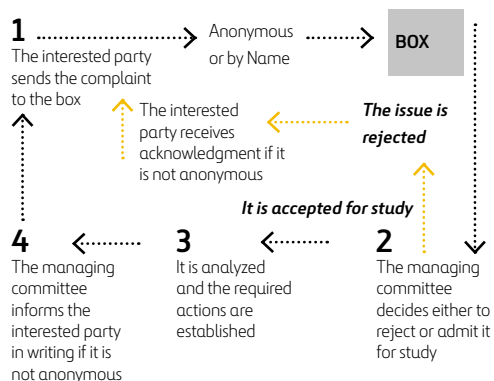 1
The interested party
sends the complaint
to the box
Anonymous
or by Name
BOX
The interested
party receives
acknowledgment if it
is not anonymous
The issue is
rejected
It is accepted for study
4
The managing
committee
informs the
interested party
in writing if it is
not anonymous
3
It is analyzed
and the required
actions are
established
2
The managing
committee
decides either to
reject or admit it
for study